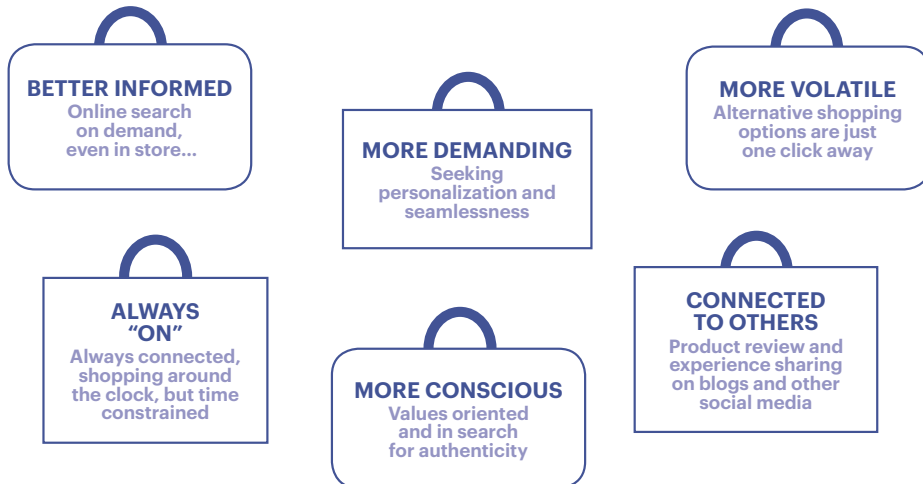 BETTER INFORMED
Online search
on demand,
even in store...
MORE DEMANDING
Seeking
personalization and
seamlessness
MORE VOLATILE
Alternative shopping
options are just
one click away
ALWAYS
“ON”
Always connected,
shopping around
the clock, but time
constrained
MORE CONSCIOUS
Values oriented
and in search
for authenticity
CONNECTED
TO OTHERS
Product review and
experience sharing
on blogs and other
social media